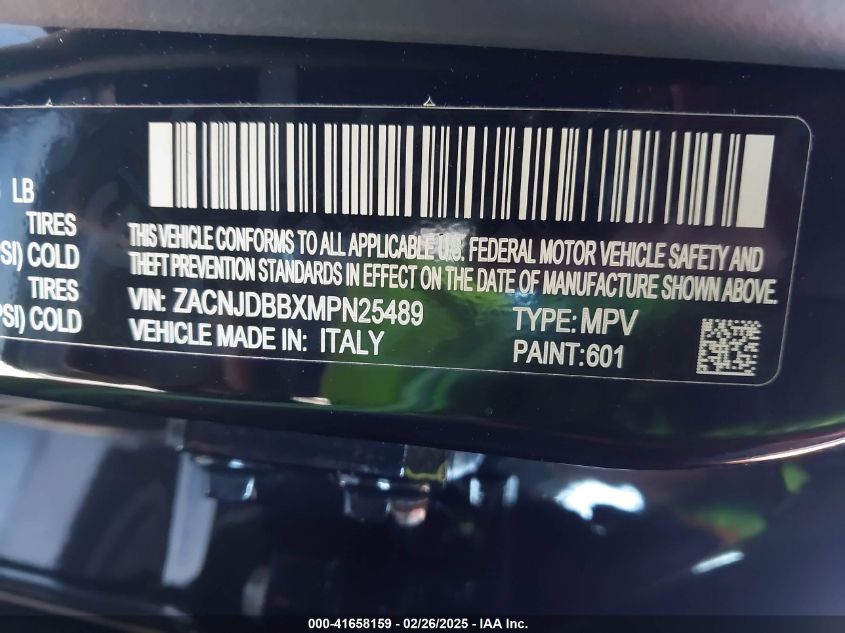 LB
TIRES
SI) COLD
TIRES
PSI) COLD
THIS VEHICLE CONFORMS TO ALL APPLICABLE U.S. FEDERAL MOTOR VEHICLE SAFETY AND
THEFT PREVENTION STANDARDS IN EFFECT ON THE DATE OF MANUFACTURE SHOWN ABOVE.
VIN: ZACNJDBBXMPN25489
TYPE: MPV
VEHICLE MADE IN: ITALY
PAINT:601
000-41658159 - 02/26/2025 - IAA Inc.